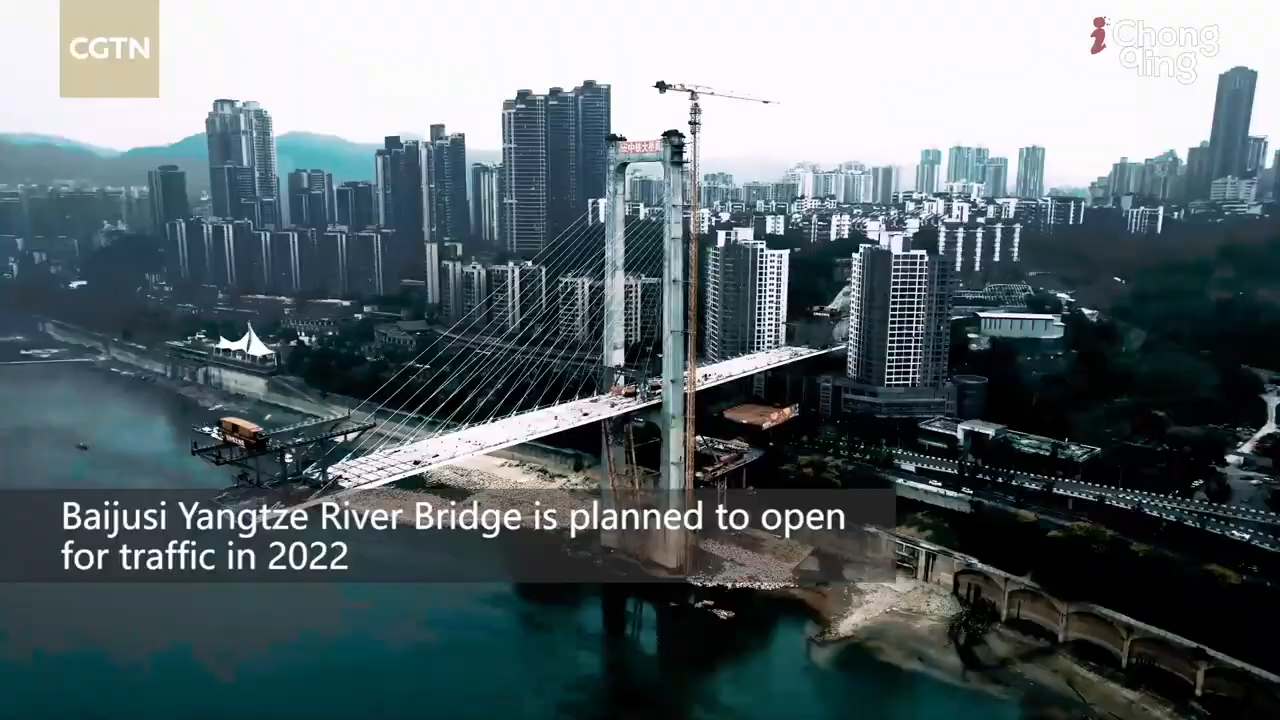 CGTN
i Chong
qing
Baijusi Yangtze River Bridge is planned to open
for traffic in 2022